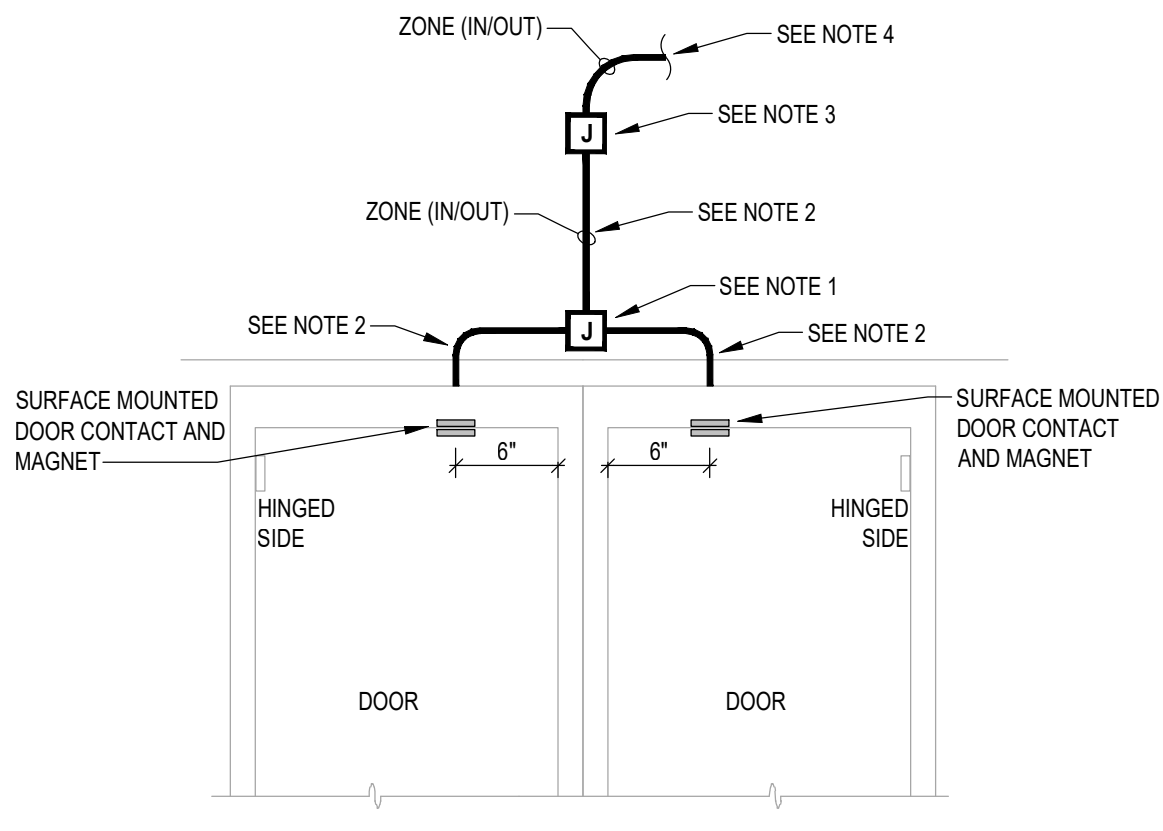 ZONE (IN/OUT)
SEE NOTE 4
J
SEE NOTE 3
ZONE (IN/OUT)
SEE NOTE 2
SEE NOTE 1
J
SEE NOTE 2
SEE NOTE 2
SURFACE MOUNTED
DOOR CONTACT AND
MAGNET
SURFACE MOUNTED
DOOR CONTACT
AND MAGNET
6"
6"
HINGED
SIDE
HINGED
SIDE
DOOR
DOOR